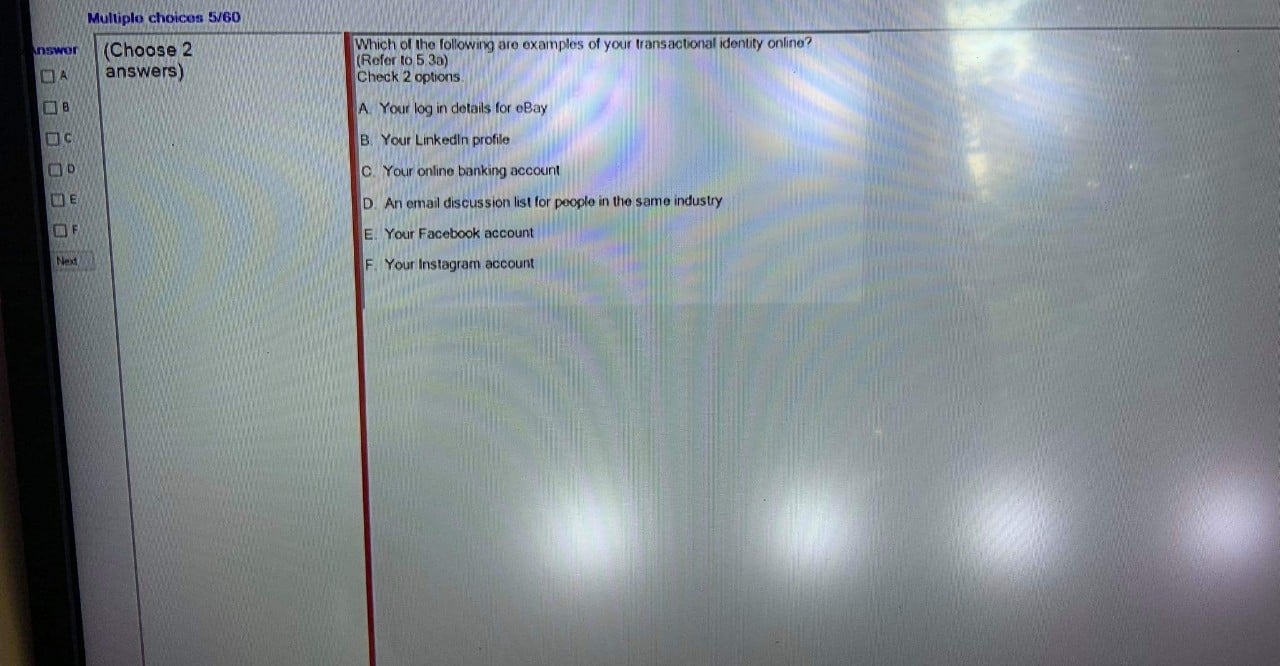 Multiple choices 5/60
Answer
(Choose 2
answers)
A
B
C
D
E
F
Next
Which of the following are examples of your transactional identity online?
(Refer to 5.3a)
Check 2 options.
A. Your log in details for eBay
B. Your LinkedIn profile
C. Your online banking account
D. An email discussion list for people in the same industry
E. Your Facebook account
F. Your Instagram account